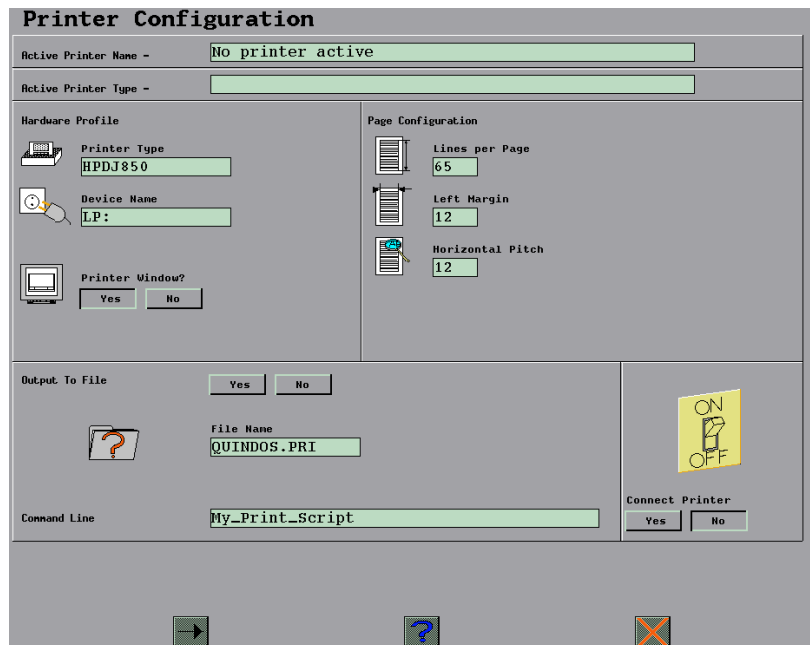 Printer Configuration
Active Printer Name -
No printer active
Active Printer Type -
Hardware Profile
Printer Type
HPDJ850
Device Name
LP:
Printer Window?
Yes No
Page Configuration
Lines per Page
65
Left Margin
12
Horizontal Pitch
12
Output To File
Yes No
File Name
QUINDOS.PRI
Command Line
My_Print_Script
ON
OFF
Connect Printer
Yes No